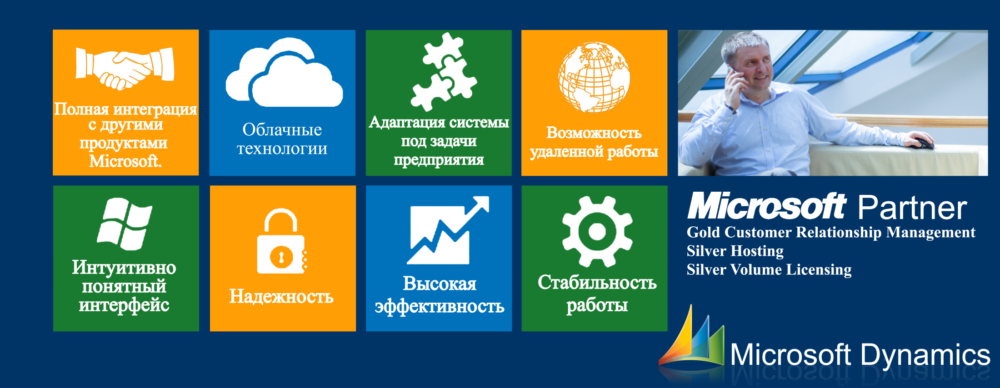 Полная интеграция
с другими
продуктами
Microsoft.
Облачные
технологии
Адаптация системы
под задачи
предприятия
Возможность
удаленной работы
Интуитивно
понятный
интерфейс
Надежность
Высокая
эффективность
Стабильность
работы
Microsoft Partner
Gold Customer Relationship Management
Silver Hosting
Silver Volume Licensing
Microsoft Dynamics